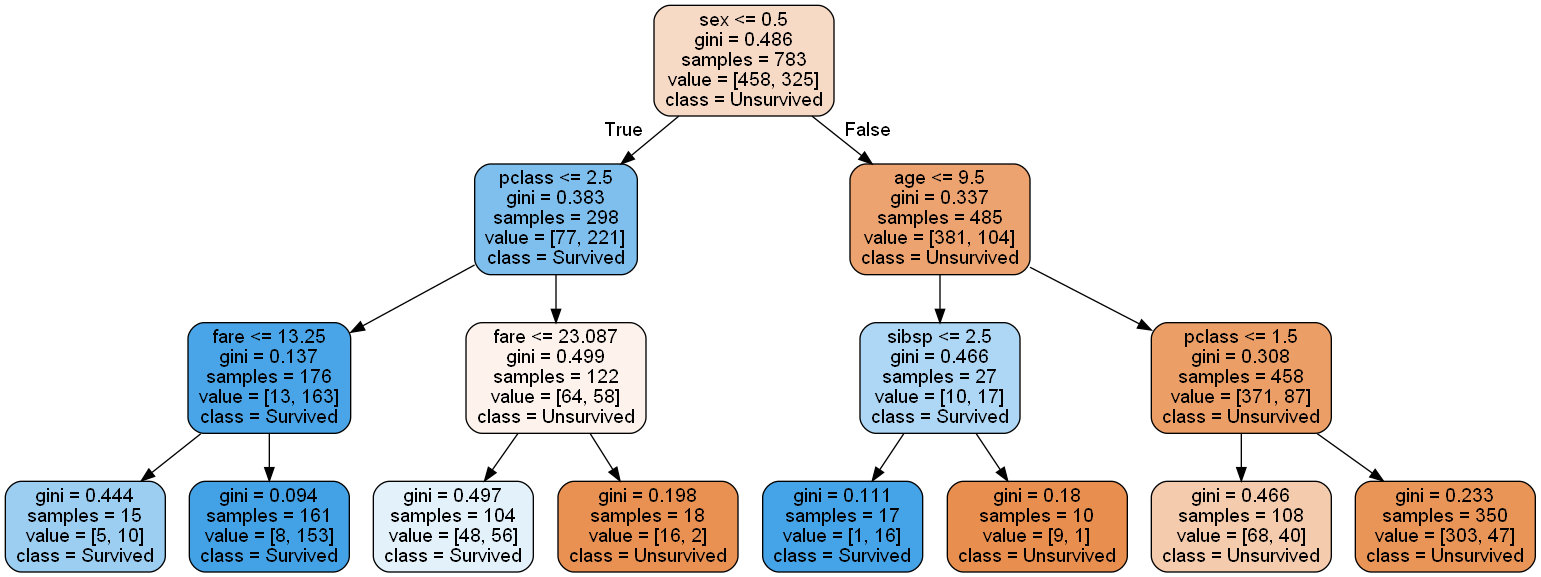 sex <= 0.5
gini = 0.486
samples = 783
value = [458, 325]
class = Unsurvived
True
False
pclass <= 2.5
gini = 0.383
samples = 298
value = [77, 221]
class = Survived
age <= 9.5
gini = 0.337
samples = 485
value = [381, 104]
class = Unsurvived
fare <= 13.25
gini = 0.137
samples = 176
value = [13, 163]
class = Survived
fare <= 23.087
gini = 0.499
samples = 122
value = [64, 58]
class = Unsurvived
sibsp <= 2.5
gini = 0.466
samples = 27
value = [10, 17]
class = Survived
pclass <= 1.5
gini = 0.308
samples = 458
value = [371, 87]
class = Unsurvived
gini = 0.444
samples = 15
value = [5, 10]
class = Survived
gini = 0.094
samples = 161
value = [8, 153]
class = Survived
gini = 0.497
samples = 104
value = [48, 56]
class = Survived
gini = 0.198
samples = 18
value = [16, 2]
class = Unsurvived
gini = 0.111
samples = 17
value = [1, 16]
class = Survived
gini = 0.18
samples = 10
value = [9, 1]
class = Unsurvived
gini = 0.466
samples = 108
value = [68, 40]
class = Unsurvived
gini = 0.233
samples = 350
value = [303, 47]
class = Unsurvived